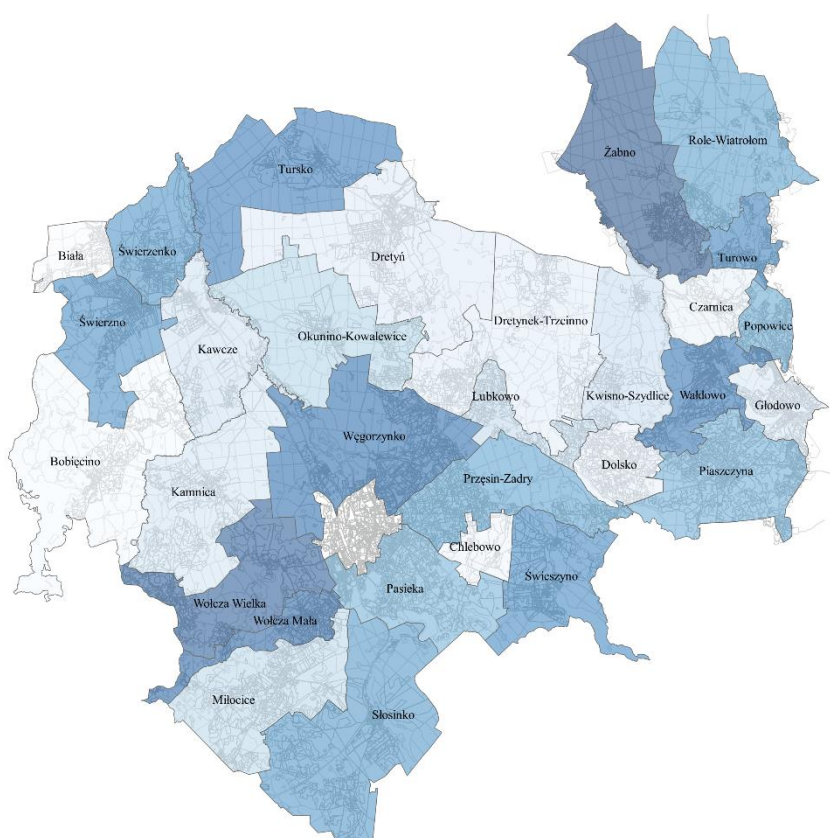 Żabno
Role-Wiatrołom
Tursko
Świerzenko
Biała
Dretyń
Turowo
Czarnica
Świerzno
Dretynek-Trzcinno
Popowice
Okunino-Kowalewice
Kawcze
Lubkowo
Kwisno-Szydlice
Wałdowo
Głodowo
Węgorzynko
Bobięcino
Dolsko
Piaszczyna
Przęsin-Zadry
Kamnica
Chlebowo
Świeszyno
Pasieka
Wołcza Wielka
Wołcza Mała
Miłocice
Słosinko